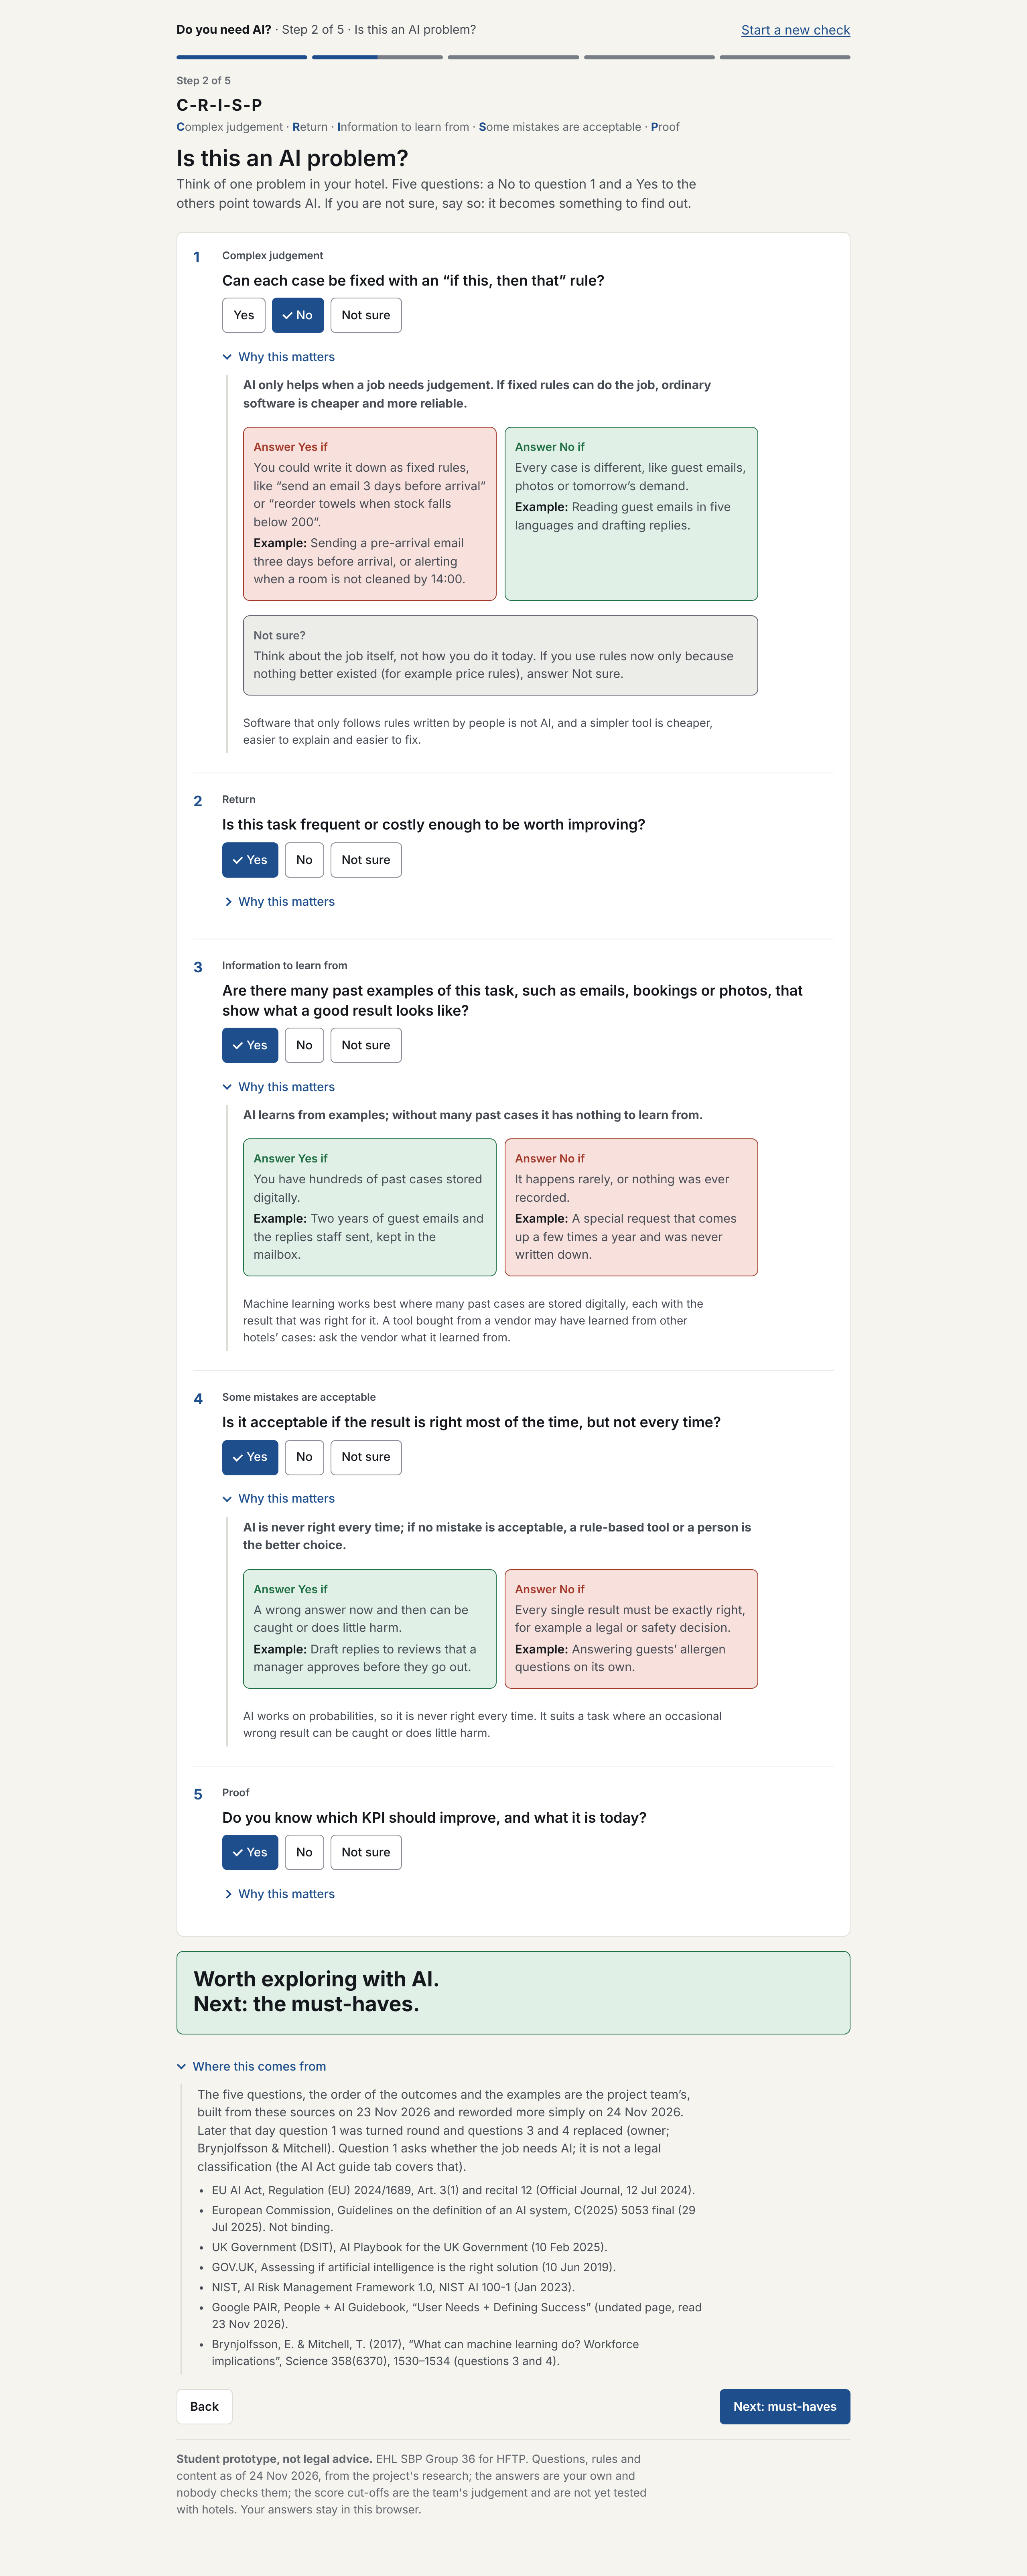 Do you need AI? · Step 2 of 5 · Is this an AI problem?
Start a new check
Step 2 of 5
C-R-I-S-P
Complex judgement · Return · Information to learn from · Some mistakes are acceptable · Proof
Is this an AI problem?
Think of one problem in your hotel. Five questions: a No to question 1 and a Yes to the
others point towards AI. If you are not sure, say so: it becomes something to find out.
1
Complex judgement
Can each case be fixed with an “if this, then that” rule?
Yes
✓ No
Not sure
Why this matters
AI only helps when a job needs judgement. If fixed rules can do the job, ordinary
software is cheaper and more reliable.
Answer Yes if
You could write it down as fixed rules,
like “send an email 3 days before arrival”
or “reorder towels when stock falls
below 200”.
Example: Sending a pre-arrival email
three days before arrival, or alerting
when a room is not cleaned by 14:00.
Answer No if
Every case is different, like guest emails,
photos or tomorrow’s demand.
Example: Reading guest emails in five
languages and drafting replies.
Not sure?
Think about the job itself, not how you do it today. If you use rules now only because
nothing better existed (for example price rules), answer Not sure.
Software that only follows rules written by people is not AI, and a simpler tool is cheaper,
easier to explain and easier to fix.
2
Return
Is this task frequent or costly enough to be worth improving?
✓ Yes
No
Not sure
Why this matters
3
Information to learn from
Are there many past examples of this task, such as emails, bookings or photos, that
show what a good result looks like?
✓ Yes
No
Not sure
Why this matters
AI learns from examples; without many past cases it has nothing to learn from.
Answer Yes if
You have hundreds of past cases stored
digitally.
Example: Two years of guest emails and
the replies staff sent, kept in the
mailbox.
Answer No if
It happens rarely, or nothing was ever
recorded.
Example: A special request that comes
up a few times a year and was never
written down.
Machine learning works best where many past cases are stored digitally, each with the
result that was right for it. A tool bought from a vendor may have learned from other
hotels’ cases: ask the vendor what it learned from.
4
Some mistakes are acceptable
Is it acceptable if the result is right most of the time, but not every time?
✓ Yes
No
Not sure
Why this matters
AI is never right every time; if no mistake is acceptable, a rule-based tool or a person is
the better choice.
Answer Yes if
A wrong answer now and then can be
caught or does little harm.
Example: Draft replies to reviews that a
manager approves before they go out.
Answer No if
Every single result must be exactly right,
for example a legal or safety decision.
Example: Answering guests’ allergen
questions on its own.
AI works on probabilities, so it is never right every time. It suits a task where an occasional
wrong result can be caught or does little harm.
5
Proof
Do you know which KPI should improve, and what it is today?
✓ Yes
No
Not sure
Why this matters
Worth exploring with AI.
Next: the must-haves.
Where this comes from
The five questions, the order of the outcomes and the examples are the project team’s,
built from these sources on 23 Nov 2026 and reworded more simply on 24 Nov 2026.
Later that day question 1 was turned round and questions 3 and 4 replaced (owner;
Brynjolfsson & Mitchell). Question 1 asks whether the job needs AI; it is not a legal
classification (the AI Act guide tab covers that).
• EU AI Act, Regulation (EU) 2024/1689, Art. 3(1) and recital 12 (Official Journal, 12 Jul 2024).
• European Commission, Guidelines on the definition of an AI system, C(2025) 5053 final (29
Jul 2025). Not binding.
• UK Government (DSIT), AI Playbook for the UK Government (10 Feb 2025).
• GOV.UK, Assessing if artificial intelligence is the right solution (10 Jun 2019).
• NIST, AI Risk Management Framework 1.0, NIST AI 100-1 (Jan 2023).
• Google PAIR, People + AI Guidebook, “User Needs + Defining Success” (undated page, read
23 Nov 2026).
• Brynjolfsson, E. & Mitchell, T. (2017), “What can machine learning do? Workforce
implications”, Science 358(6370), 1530–1534 (questions 3 and 4).
Back
Next: must-haves
Student prototype, not legal advice. EHL SBP Group 36 for HFTP. Questions, rules and
content as of 24 Nov 2026, from the project's research; the answers are your own and
nobody checks them; the score cut-offs are the team's judgement and are not yet tested
with hotels. Your answers stay in this browser.